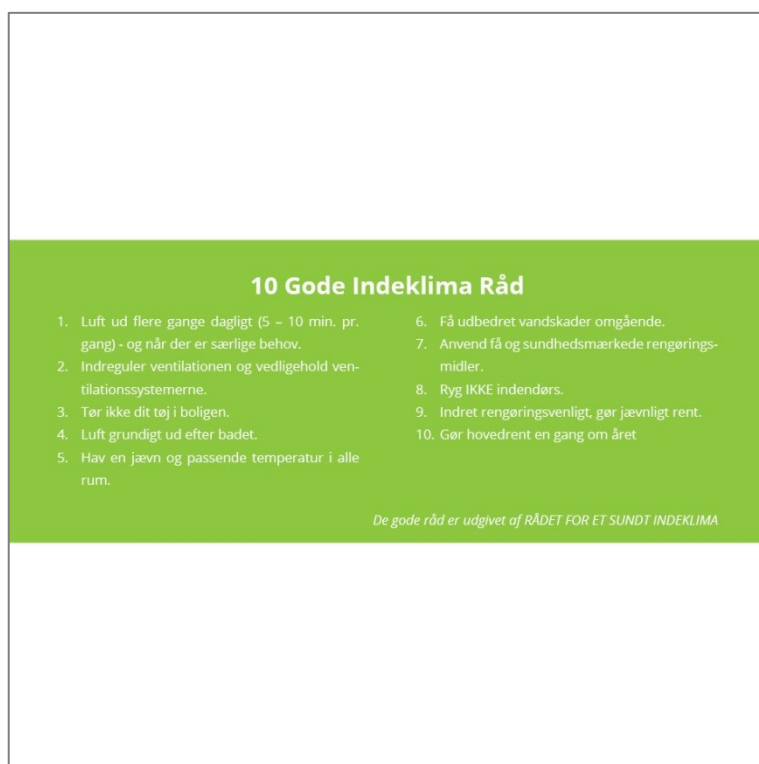 10 Gode Indeklima Råd
1. Luft ud flere gange dagligt (5 – 10 min. pr.
gang) - og når der er særlige behov.
2. Indreguler ventilationen og vedligehold ven-
tilationssystemerne.
3. Tør ikke dit tøj i boligen.
4. Luft grundigt ud efter badet.
5. Hav en jævn og passende temperatur i alle
rum.
6. Få udbedret vandskader omgående.
7. Anvend få og sundhedsmærkede rengørings-
midler.
8. Ryg IKKE indendørs.
9. Indret rengøringsvenligt, gør jævnligt rent.
10. Gør hovedrent en gang om året
De gode råd er udgivet af RÅDET FOR ET SUNDT INDEKLIMA